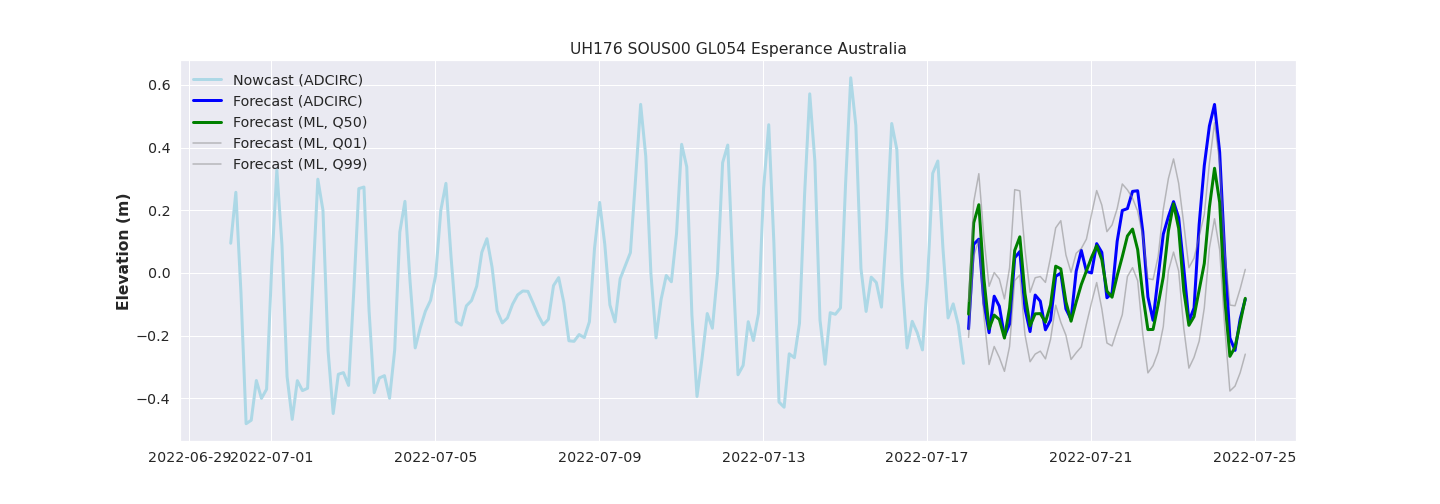 UH176 SOUS00 GL054 Esperance Australia
Nowcast (ADCIRC)
Forecast (ADCIRC)
Forecast (ML, Q50)
Forecast (ML, Q01)
Forecast (ML, Q99)
Elevation (m)
0.6
0.4
0.2
0.0
−0.2
−0.4
2022-06-29
2022-07-01
2022-07-05
2022-07-09
2022-07-13
2022-07-17
2022-07-21
2022-07-25